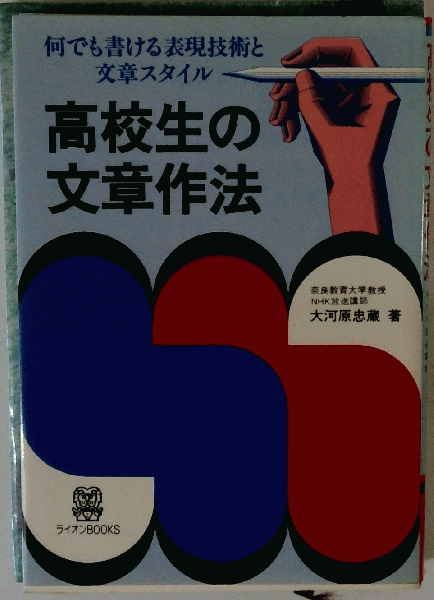 何でも書ける表現技術と
文章スタイル
高校生の
文章作法
奈良教育大学教授
NHK放送講師
大河原忠蔵 著
ライオンBOOKS